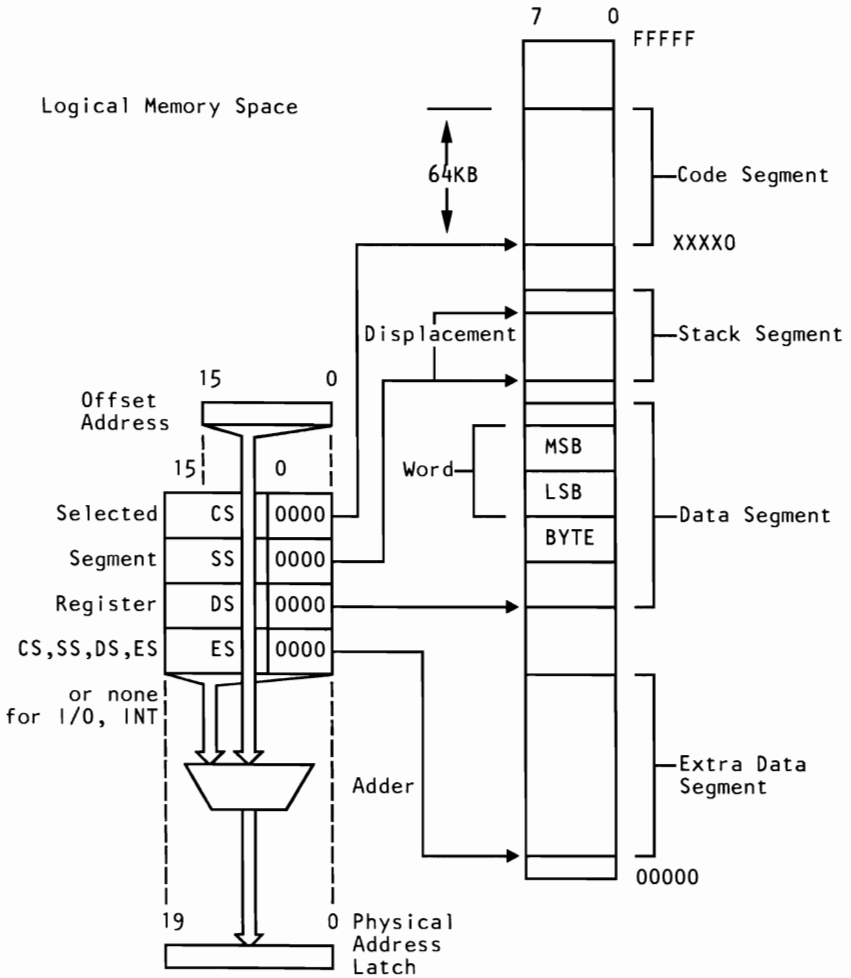 7 0
FFFFF
Logical Memory Space
64KB
Code Segment
XXXX0
Displacement
Stack Segment
15 0
Offset
Address
15 0
Word
MSB
LSB
BYTE
Data Segment
Selected CS 0000
Segment SS 0000
Register DS 0000
CS,SS,DS,ES ES 0000
or none
for I/O, INT
Adder
Extra Data
Segment
00000
19 0
Physical
Address
Latch